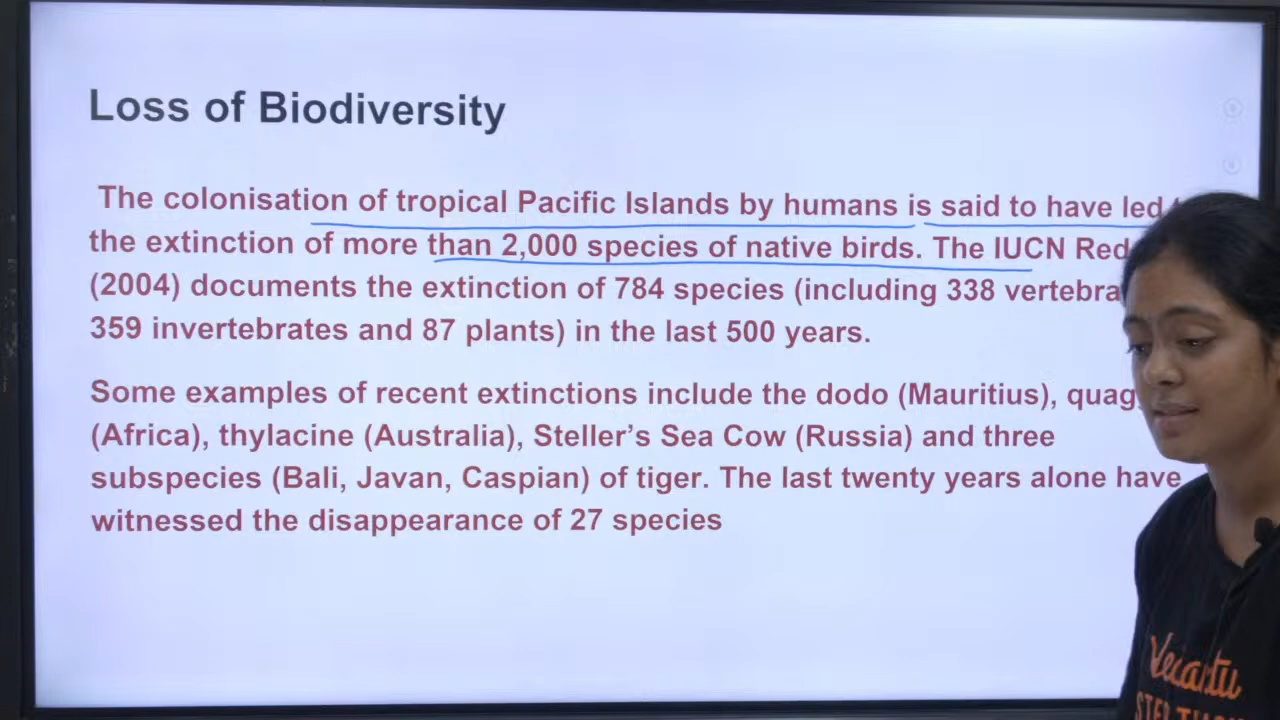 Loss of Biodiversity
The colonisation of tropical Pacific Islands by humans is said to have led
the extinction of more than 2,000 species of native birds. The IUCN Red
(2004) documents the extinction of 784 species (including 338
359 invertebrates and 87 plants) in the last 500 years.
Some examples of recent extinctions include the dodo (Mauritius),
(Africa), thylacine (Australia), Steller's Sea Cow (Russia) and three
subspecies (Bali, Javan, Caspian) of tiger. The last twenty years alone have
witnessed the disappearance of 27 species
Vedantu